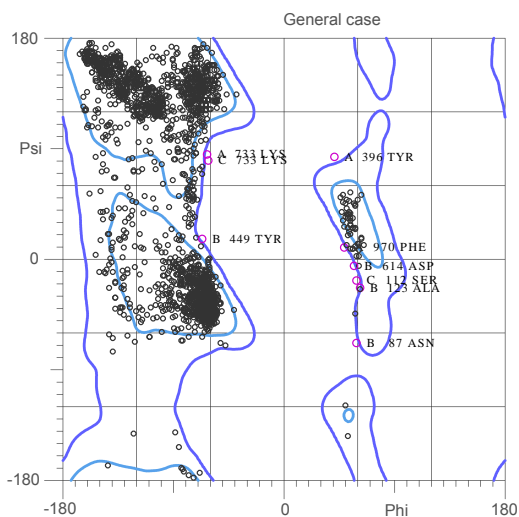 General case
180
A 733 LYS
733 LYS
A 396 TYR
Psi
B 449 TYR
970 PHE
0
B 614 ASP
C 112 SER
B 123 ALA
B 87 ASN
-180
-180
0
Phi
180